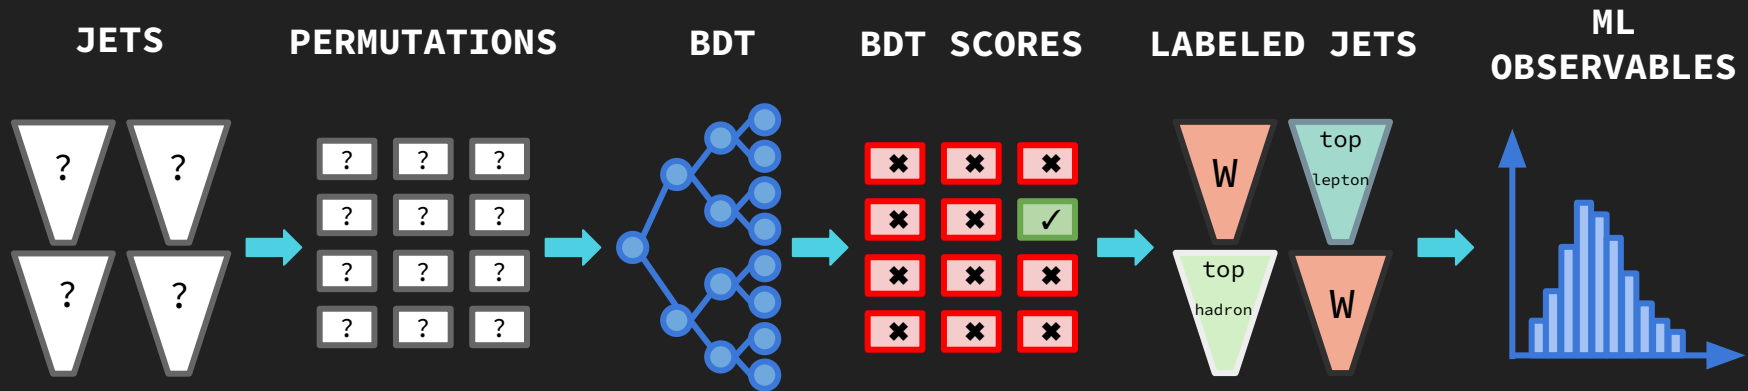 JETS
PERMUTATIONS
BDT
BDT SCORES
LABELED JETS
ML
OBSERVABLES
? ?
? ?
? ? ?
? ? ?
? ? ?
? ? ?
✖ ✖ ✖
✖ ✖ ✓
✖ ✖ ✖
✖ ✖ ✖
W
top
lepton
top
hadron
W